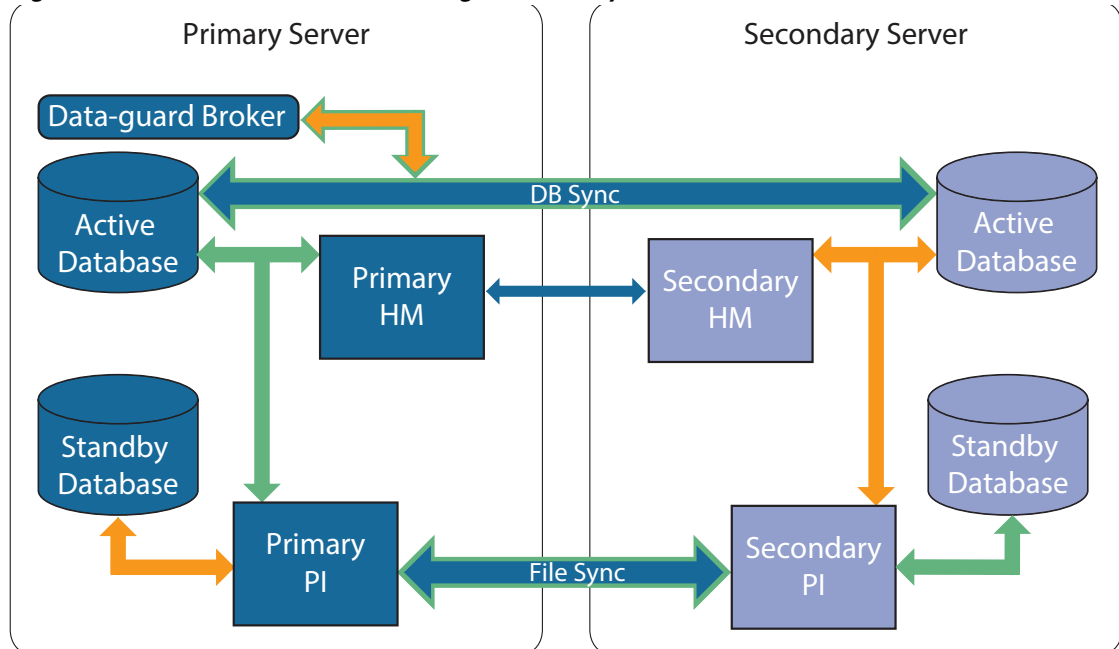 Primary Server
Secondary Server
Data-guard Broker
DB Sync
Active
Database
Active
Database
Primary
HM
Secondary
HM
Standby
Database
Standby
Database
Primary
PI
File Sync
Secondary
PI